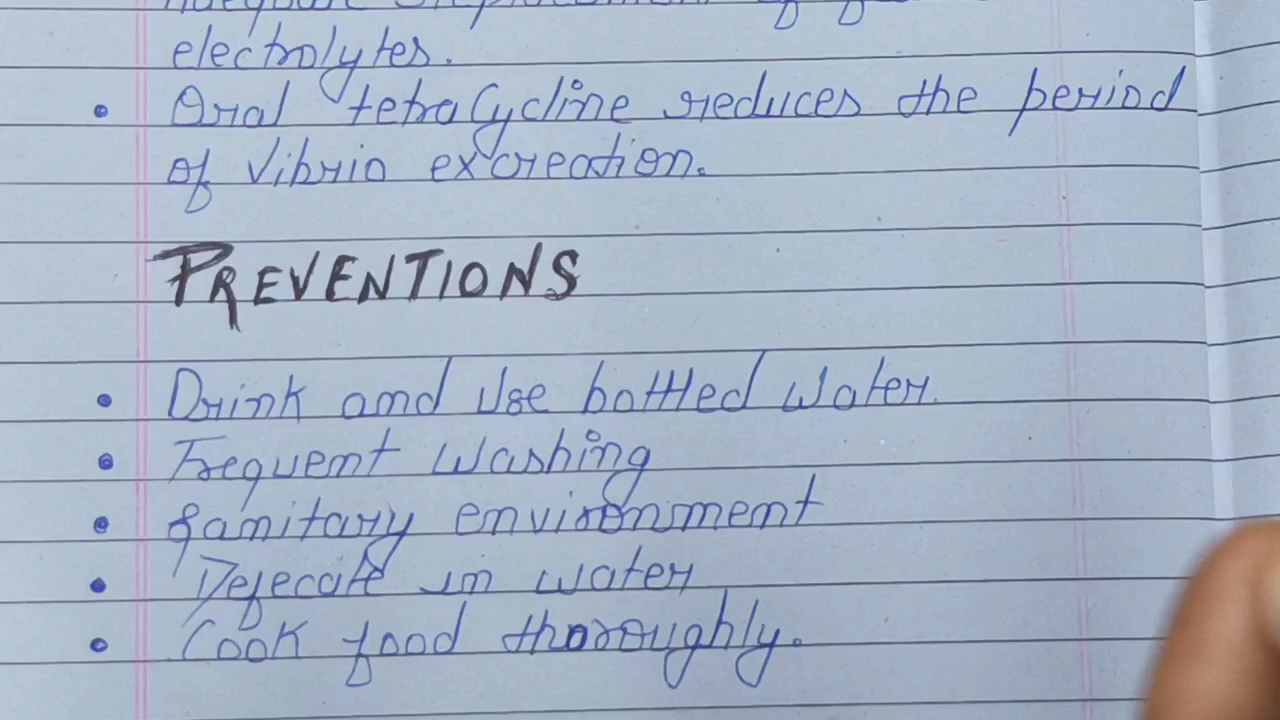 electrolytes.
• Oral tetracycline reduces the period
of Vibrio excreation.
PREVENTIONS
• Drink and Use bottled Water.
• Frequent Washing
• Sanitary environment
• Defecate in water
• Cook food thoroughly.